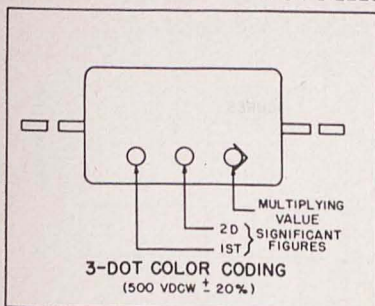 MULTIPLYING
VALUE
2D
SIGNIFICANT
1ST
FIGURES
3-DOT COLOR CODING
(500 VDCW ± 20%)